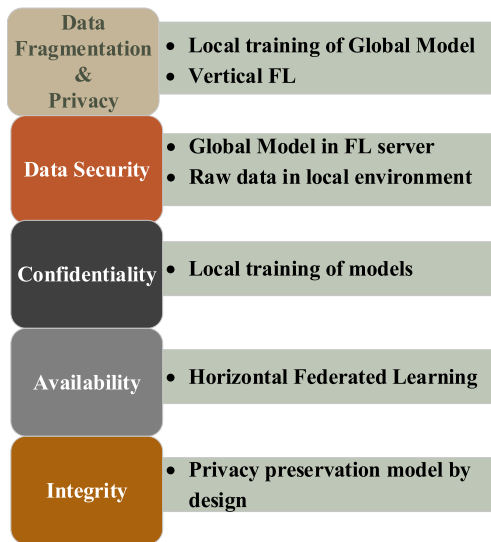 Data
Fragmentation
&
Privacy
• Local training of Global Model
• Vertical FL
Data Security
• Global Model in FL server
• Raw data in local environment
Confidentiality
• Local training of models
Availability
• Horizontal Federated Learning
Integrity
• Privacy preservation model by
design